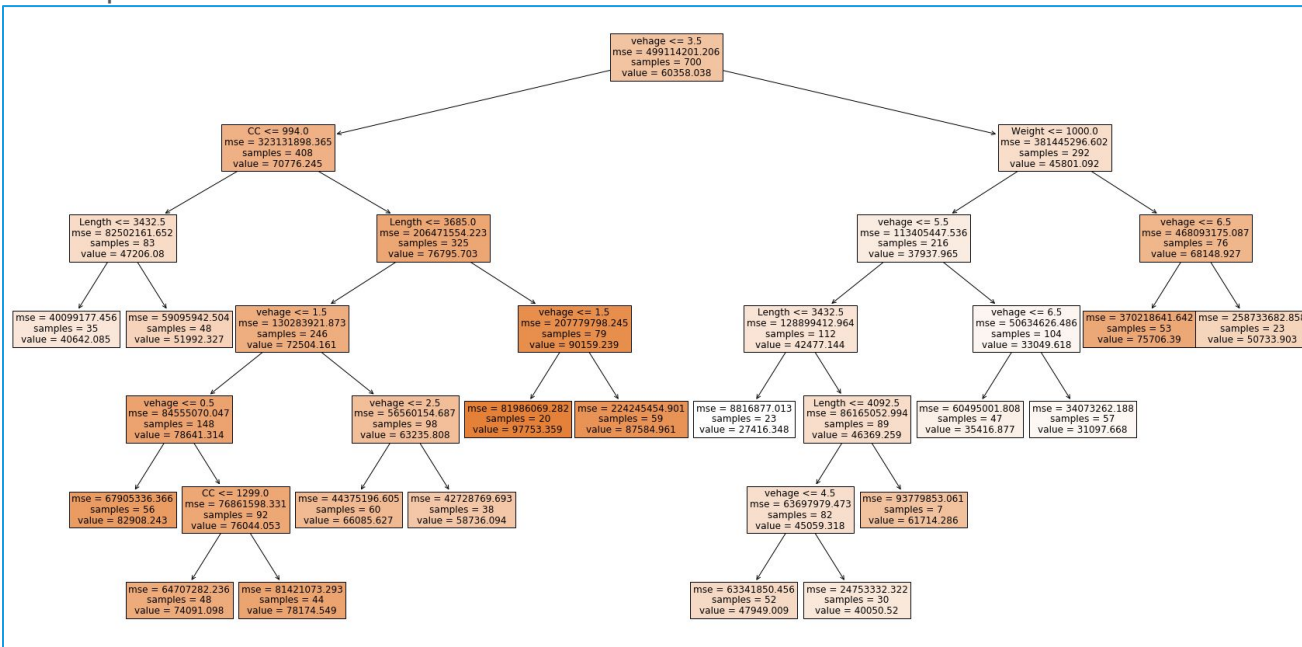 vehage <= 3.5
mse = 499114201.206
samples = 700
value = 60358.038
CC <= 994.0
mse = 323131898.365
samples = 408
value = 70776.245
Weight <= 1000.0
mse = 381445296.602
samples = 292
value = 45801.092
Length <= 3432.5
mse = 82502161.652
samples = 83
value = 47206.08
Length <= 3685.0
mse = 206471554.223
samples = 325
value = 76795.703
vehage <= 5.5
mse = 113405447.536
samples = 216
value = 37937.965
vehage <= 6.5
mse = 468093175.087
samples = 76
value = 68148.927
mse = 40099177.456
samples = 35
value = 40642.085
mse = 59095942.504
samples = 48
value = 51992.327
vehage <= 1.5
mse = 130283921.873
samples = 246
value = 72504.161
vehage <= 1.5
mse = 207779798.245
samples = 79
value = 90159.239
Length <= 3432.5
mse = 128899412.964
samples = 112
value = 42477.144
vehage <= 6.5
mse = 50634626.486
samples = 104
value = 33049.618
mse = 370218641.642
samples = 53
value = 75706.39
mse = 258733682.858
samples = 23
value = 50733.903
vehage <= 0.5
mse = 84555070.047
samples = 148
value = 78641.314
vehage <= 2.5
mse = 56560154.687
samples = 98
value = 63235.808
mse = 81986069.282
samples = 20
value = 97753.359
mse = 224245454.901
samples = 59
value = 87584.961
mse = 8816877.013
samples = 23
value = 27416.348
Length <= 4092.5
mse = 86165052.994
samples = 89
value = 46369.259
mse = 60495001.808
samples = 47
value = 35416.877
mse = 34073262.188
samples = 57
value = 31097.668
mse = 67905336.366
samples = 56
value = 82908.243
CC <= 1299.0
mse = 76861598.331
samples = 92
value = 76044.053
mse = 44375196.605
samples = 60
value = 66085.627
mse = 42728769.693
samples = 38
value = 58736.094
vehage <= 4.5
mse = 63697979.473
samples = 82
value = 45059.318
mse = 93779853.061
samples = 7
value = 61714.286
mse = 64707282.236
samples = 48
value = 74091.098
mse = 81421073.293
samples = 44
value = 78174.549
mse = 63341850.456
samples = 52
value = 47949.009
mse = 24753332.322
samples = 30
value = 40050.52